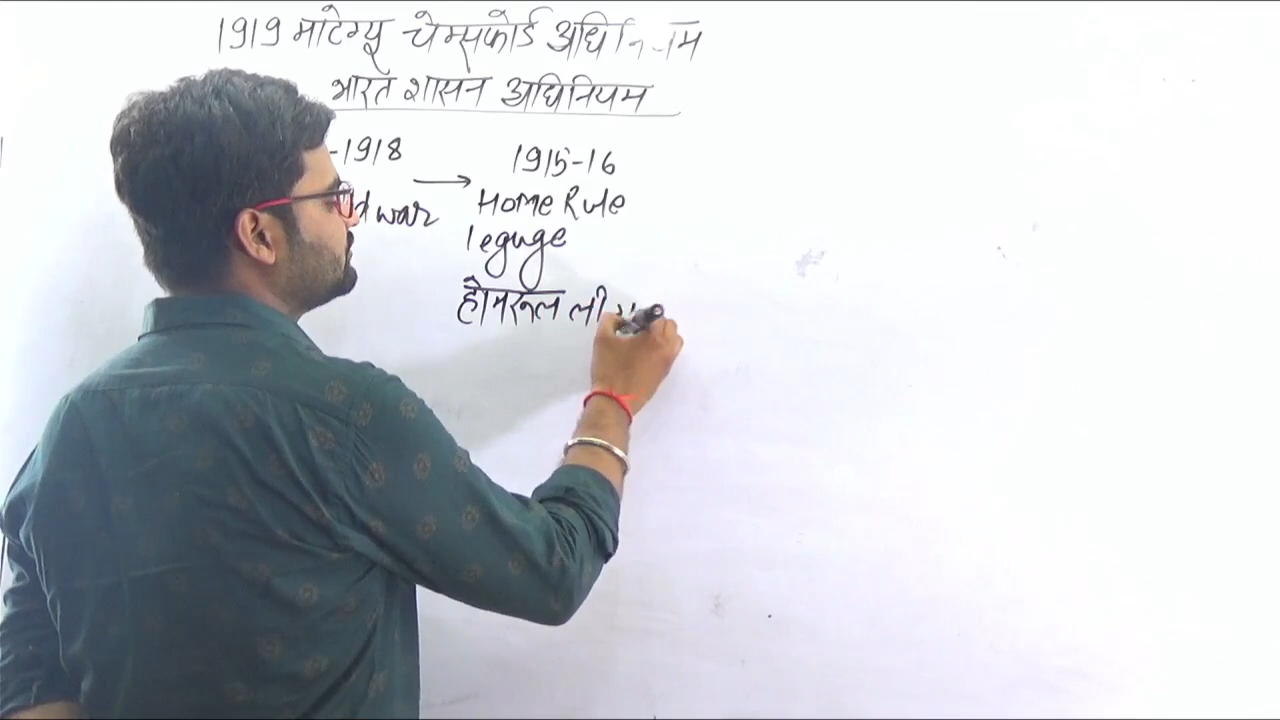 1919 माटेग्यू चेम्सफोर्ड अधिनियम
भारत शासन अधिनियम
-1918 → 1915-16
war Home Rule
leguge
होमरूल ली